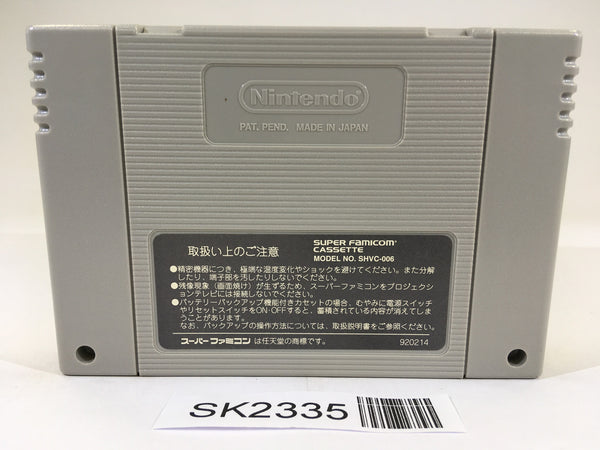 Nintendo
PAT. PEND. MADE IN JAPAN
取扱い上のご注意
SUPER FAMICOM
CASSETTE
MODEL NO. SHVC-006
●精密機器につき、極端な温度変化やショックを避けてください。また分解
したり、端子部を汚したりしないでください。
●残像現象（画面焼け）が生ずるため、スーパーファミコンをプロジェクシ
ョンテレビには接続しないでください。
●バッテリーバックアップ機能付きカセットの場合、むやみに電源スイッチ
やリセットスイッチをON・OFFすると、蓄積されている内容が消えてしま
うことがあります。
なお、バックアップの操作方法については、取扱説明書をご参照ください。
スーパーファミコン は任天堂の商標です。 920214
SK2335